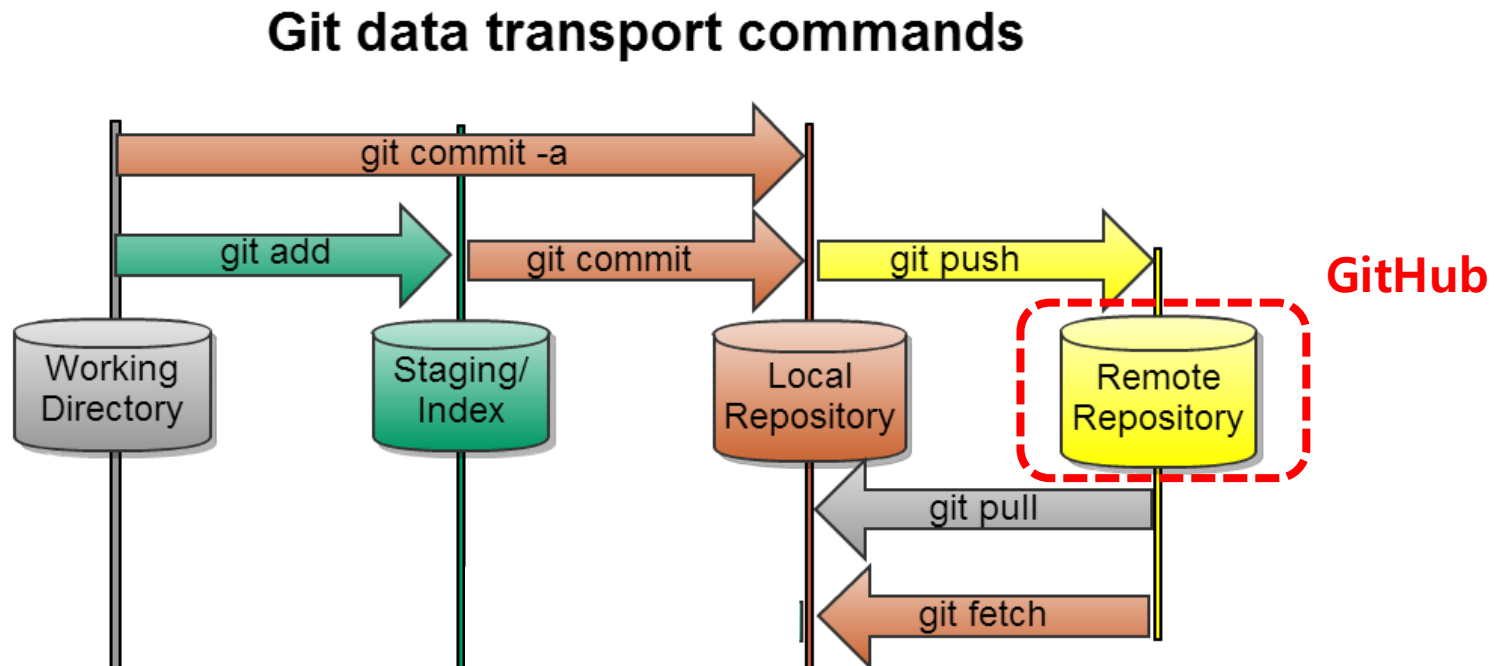 Git data transport commands
git commit -a
git add
git commit
git push
GitHub
Working
Directory
Staging/
Index
Local
Repository
Remote
Repository
git pull
git fetch